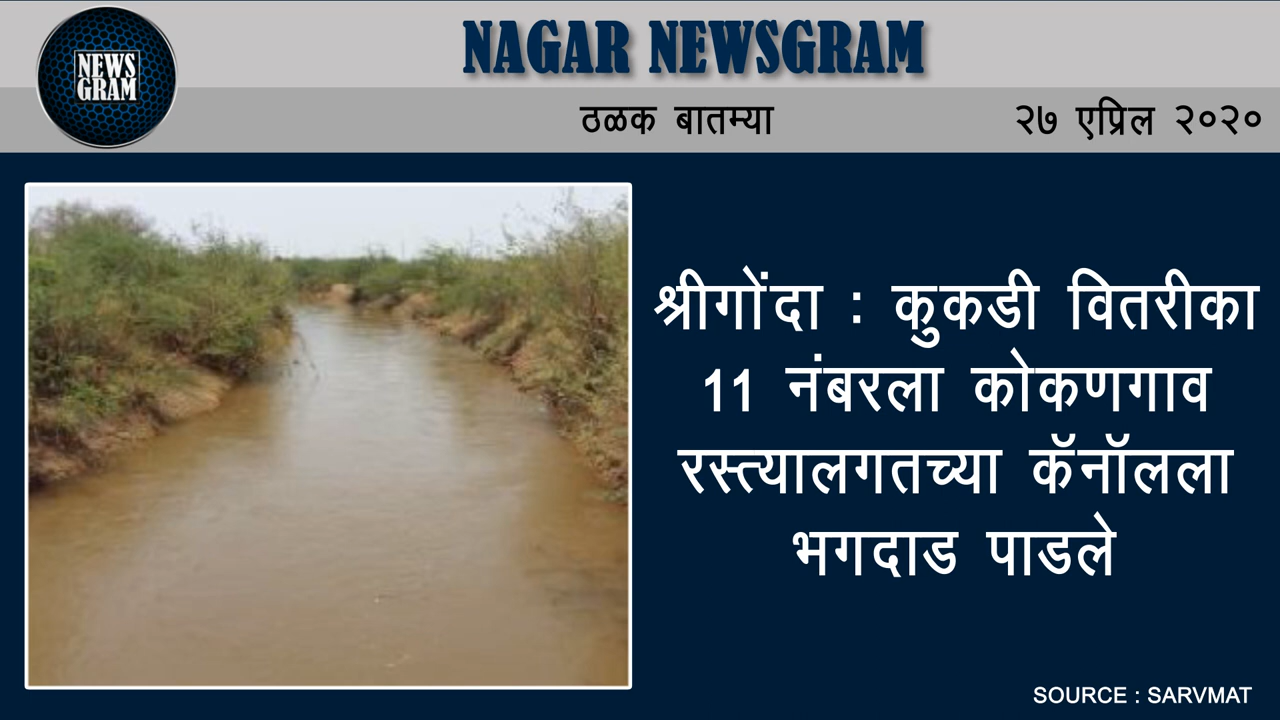 NEWS
GRAM
NAGAR NEWSGRAM
ठळक बातम्या
२७ एप्रिल २०२०
श्रीगोंदा : कुकडी वितरीका
11 नंबरला कोकणगाव
रस्त्यालगतच्या कॅनॉलला
भगदाड पाडले
SOURCE : SARVMAT